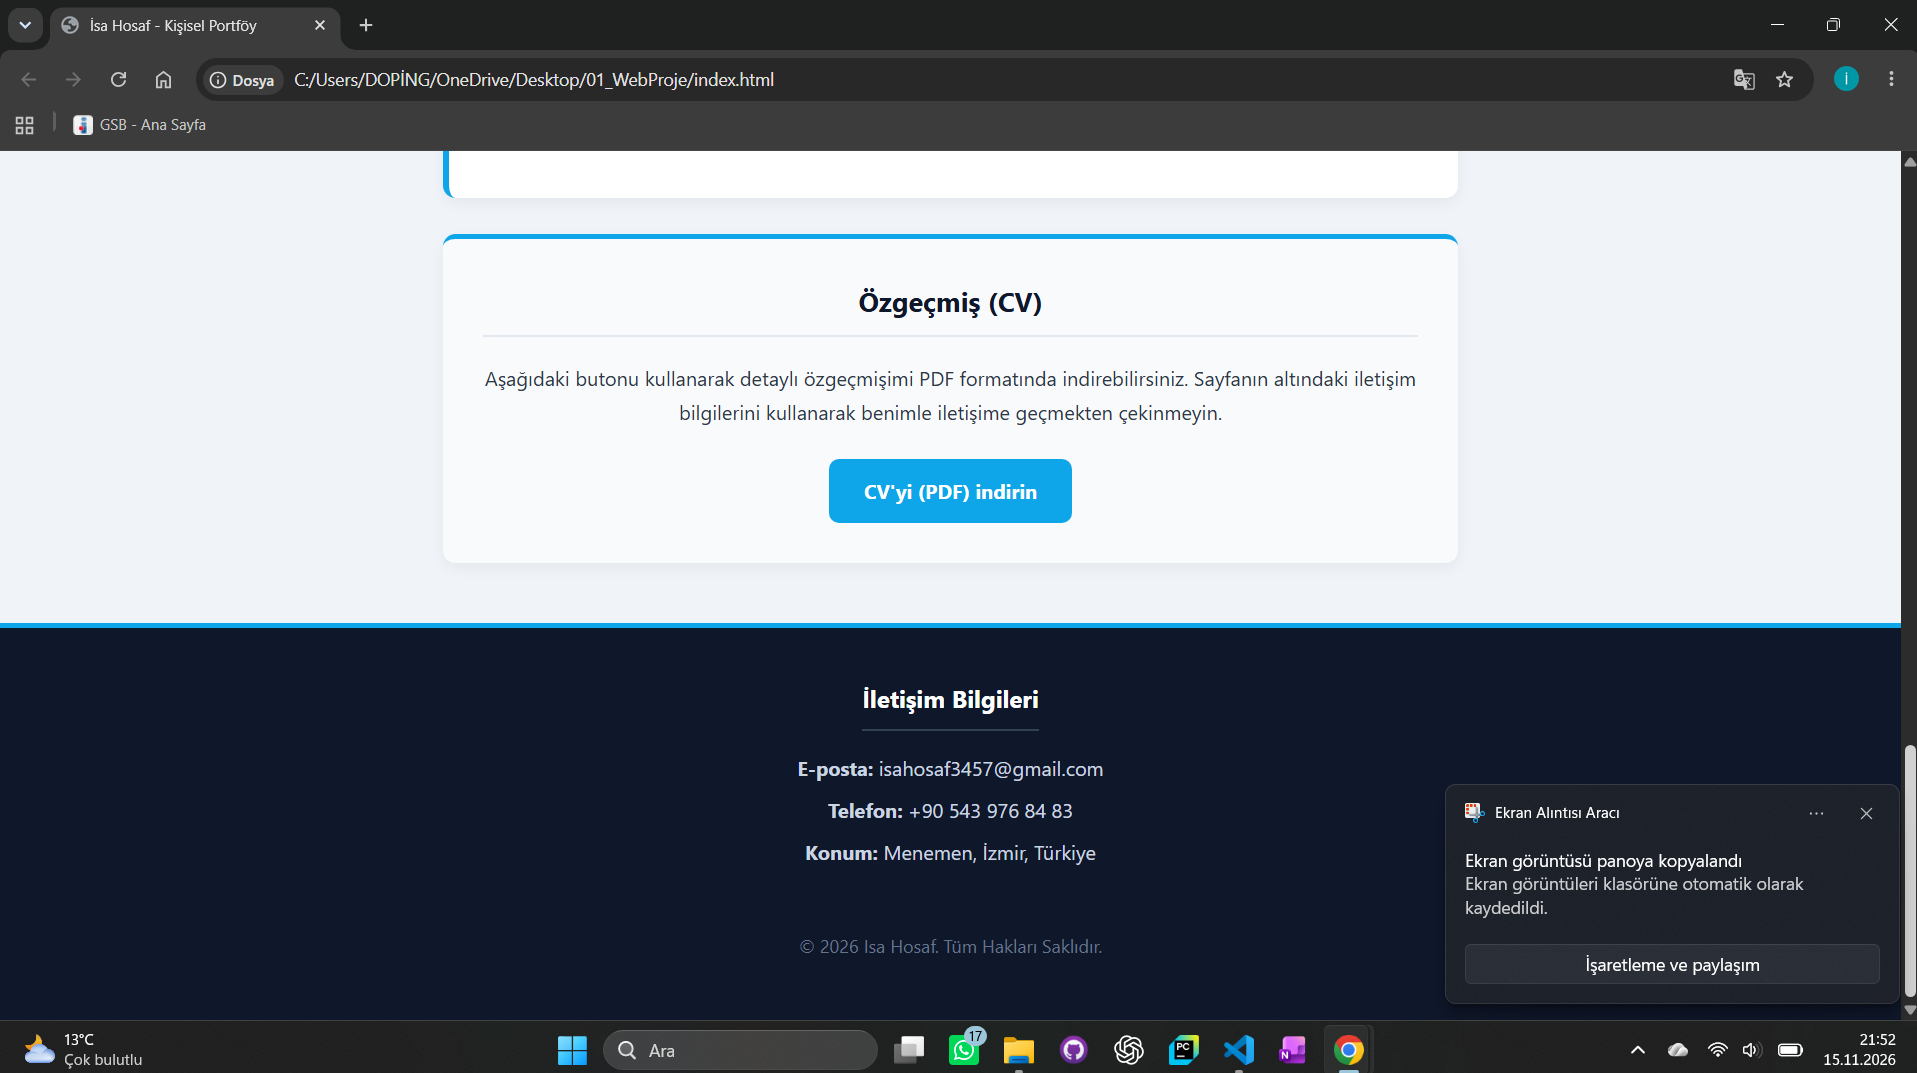 İsa Hosaf - Kişisel Portföy
Dosya
C:/Users/DOPİNG/OneDrive/Desktop/01_WebProje/index.html
i
GSB - Ana Sayfa
Özgeçmiş (CV)
Aşağıdaki butonu kullanarak detaylı özgeçmişimi PDF formatında indirebilirsiniz. Sayfanın altındaki iletişim
bilgilerini kullanarak benimle iletişime geçmekten çekinmeyin.
CV'yi (PDF) indirin
İletişim Bilgileri
E-posta: isahosaf3457@gmail.com
Telefon: +90 543 976 84 83
Konum: Menemen, İzmir, Türkiye
© 2026 Isa Hosaf. Tüm Hakları Saklıdır.
Ekran Alıntısı Aracı
Ekran görüntüsü panoya kopyalandı
Ekran görüntüleri klasörüne otomatik olarak
kaydedildi.
İşaretleme ve paylaşım
13°C
Çok bulutlu
Ara
17
PC
N
21:52
15.11.2026